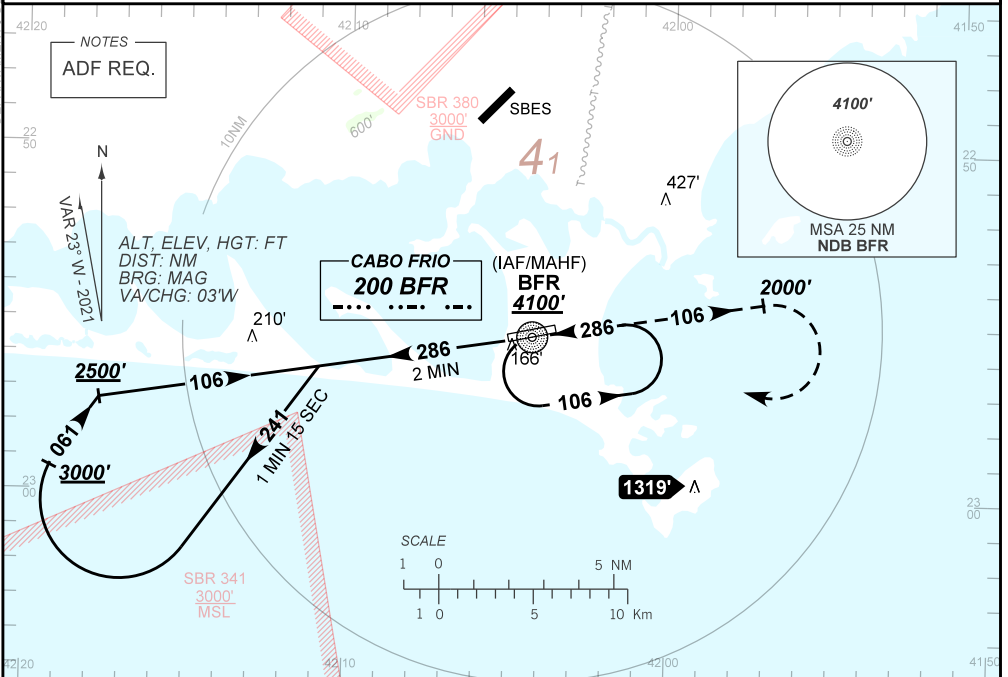 42 20
42 10
42 00
41 50
NOTES
ADF REQ.
SBR 380
3000'
GND
SBES
600'
10NM
4 1
4100'
MSA 25 NM
NDB BFR
22
50
22
50
427'
N
VAR 23° W - 2021
ALT, ELEV, HGT: FT
DIST: NM
BRG: MAG
VA/CHG: 03'W
CABO FRIO
200 BFR
(IAF/MAHF)
BFR
4100'
2000'
210'
286
106
166'
286
2 MIN
2500'
106
106
241
1 MIN 15 SEC
061
3000'
23
00
1319'
23
00
SCALE
1 0 5 NM
1 0 5 10 Km
SBR 341
3000'
MSL
42 20
42 10
42 00
41 50